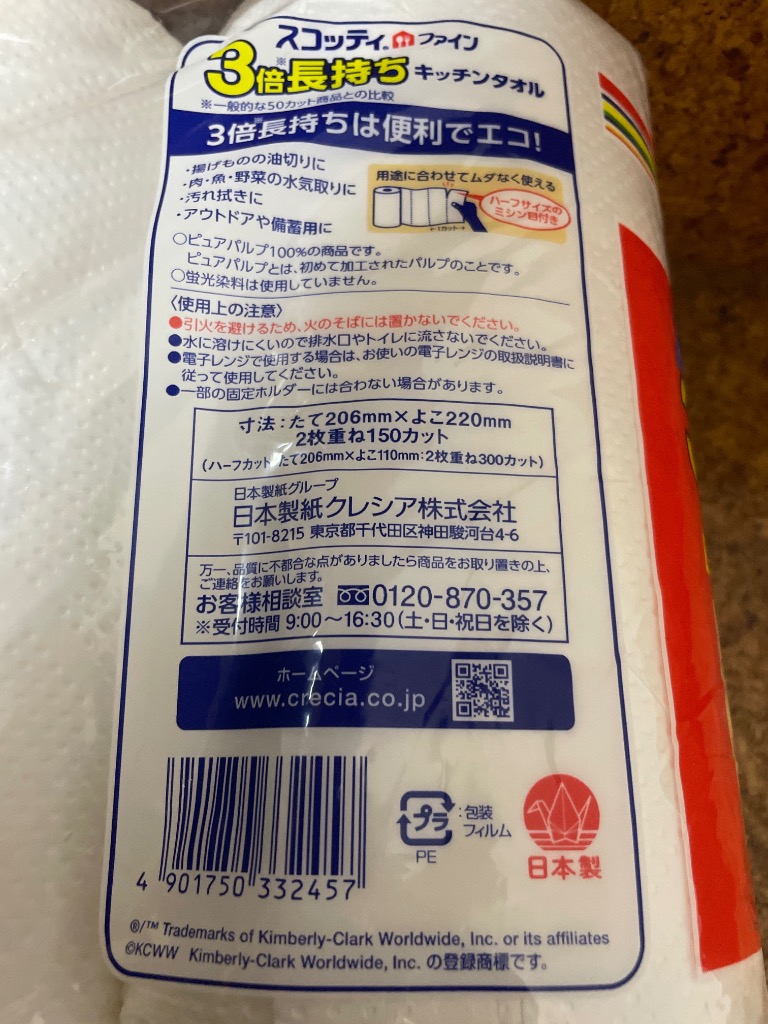 スコッティ® ファイン
3倍※長持ち キッチンタオル
※一般的な50カット商品との比較
3倍※長持ちは便利でエコ!
・揚げものの油切りに
・肉・魚・野菜の水気取りに
・汚れ拭きに
・アウトドアや備蓄用に
用途に合わせてムダなく使える
ハーフサイズの
ミシン目付き
←1カット→
○ピュアパルプ100%の商品です。
ピュアパルプとは、初めて加工されたパルプのことです。
○蛍光染料は使用していません。
〈使用上の注意〉
●引火を避けるため、火のそばには置かないでください。
●水に溶けにくいので排水口やトイレに流さないでください。
●電子レンジで使用する場合は、お使いの電子レンジの取扱説明書に
従って使用してください。
●一部の固定ホルダーには合わない場合があります。
寸法:たて206mm×よこ220mm
2枚重ね150カット
(ハーフカット:たて206mm×よこ110mm:2枚重ね300カット)
日本製紙グループ
日本製紙クレシア株式会社
〒101-8215 東京都千代田区神田駿河台4-6
万一、品質に不都合な点がありましたら商品をお取り置きの上、
ご連絡をお願いします。
お客様相談室 0120-870-357
※受付時間 9:00〜16:30(土・日・祝日を除く)
ホームページ
www.crecia.co.jp
4 901750 332457
プラ :包装
フィルム
PE
日本製
®/™ Trademarks of Kimberly-Clark Worldwide, Inc. or its affiliates
©KCWW Kimberly-Clark Worldwide, Inc. の登録商標です。